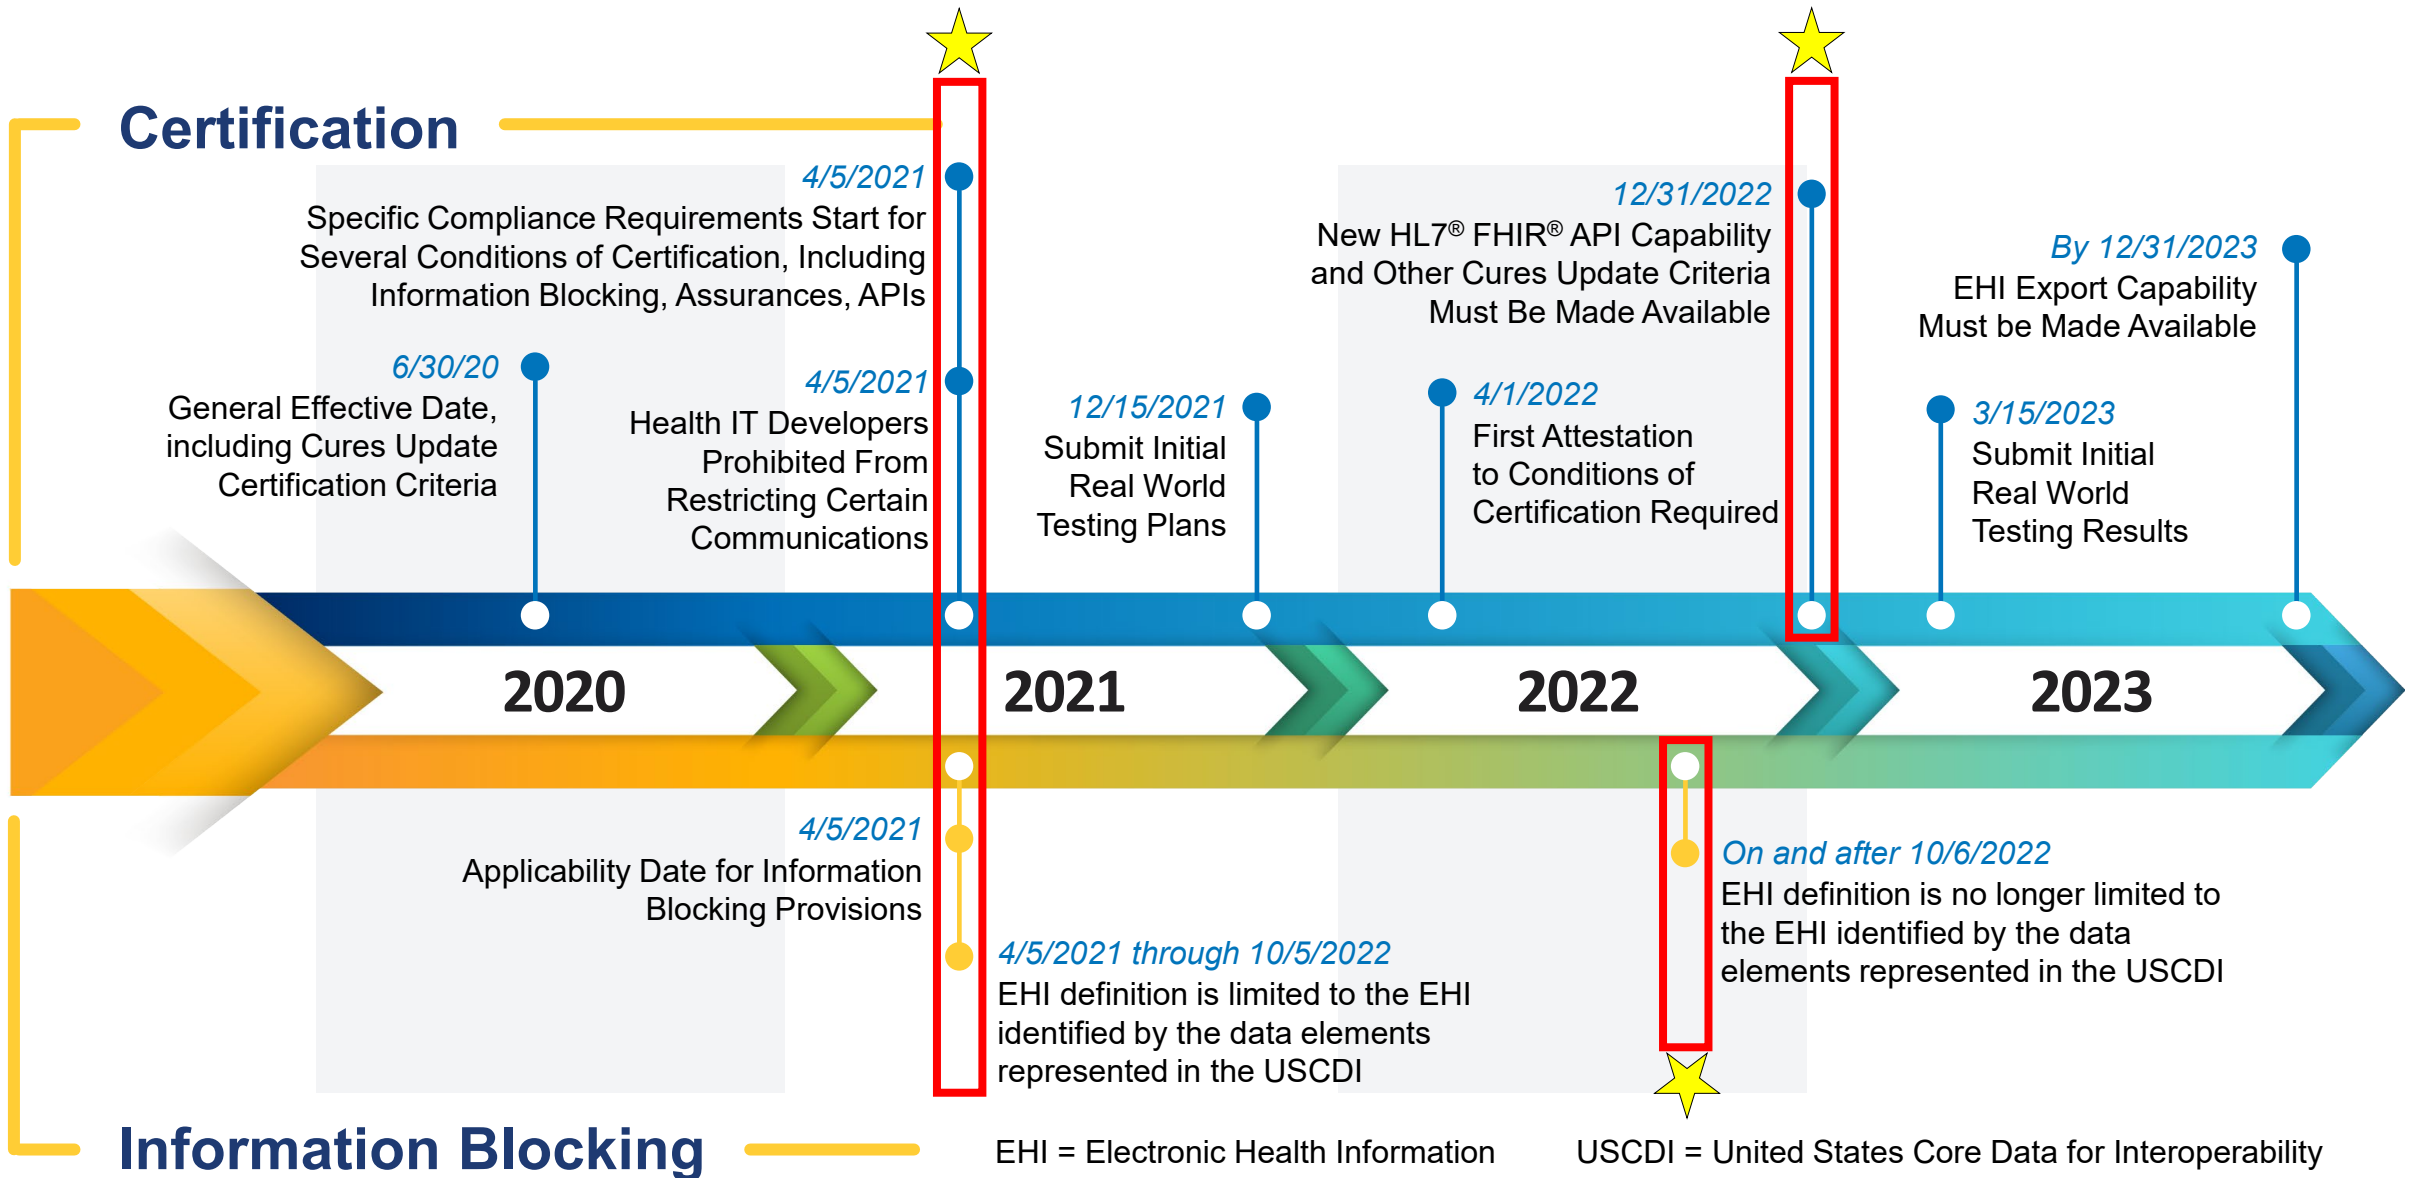 Certification
4/5/2021
Specific Compliance Requirements Start for
Several Conditions of Certification, Including
Information Blocking, Assurances, APIs
6/30/20
General Effective Date,
including Cures Update
Certification Criteria
4/5/2021
Health IT Developers
Prohibited From
Restricting Certain
Communications
12/15/2021
Submit Initial
Real World
Testing Plans
4/1/2022
First Attestation
to Conditions of
Certification Required
12/31/2022
New HL7® FHIR® API Capability
and Other Cures Update Criteria
Must Be Made Available
3/15/2023
Submit Initial
Real World
Testing Results
By 12/31/2023
EHI Export Capability
Must be Made Available
2020
2021
2022
2023
4/5/2021
Applicability Date for Information
Blocking Provisions
4/5/2021 through 10/5/2022
EHI definition is limited to the EHI
identified by the data elements
represented in the USCDI
On and after 10/6/2022
EHI definition is no longer limited to
the EHI identified by the data
elements represented in the USCDI
Information Blocking
EHI = Electronic Health Information
USCDI = United States Core Data for Interoperability